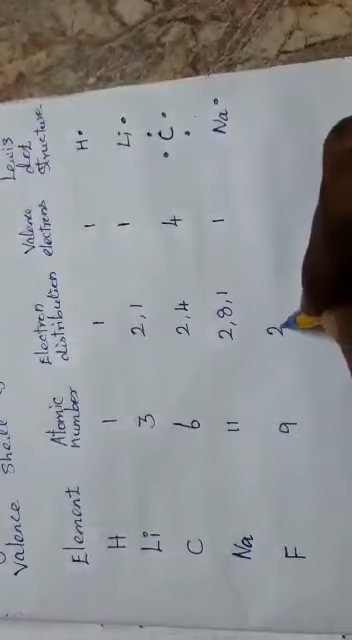 Valence Shell
Element Atomic number Electron distribution Valence electrons Lewis dot structure
H 1 1 1 H
Li 3 2,1 1 Li
C 6 2,4 4 C
Na 11 2,8,1 1 Na
F 9 2